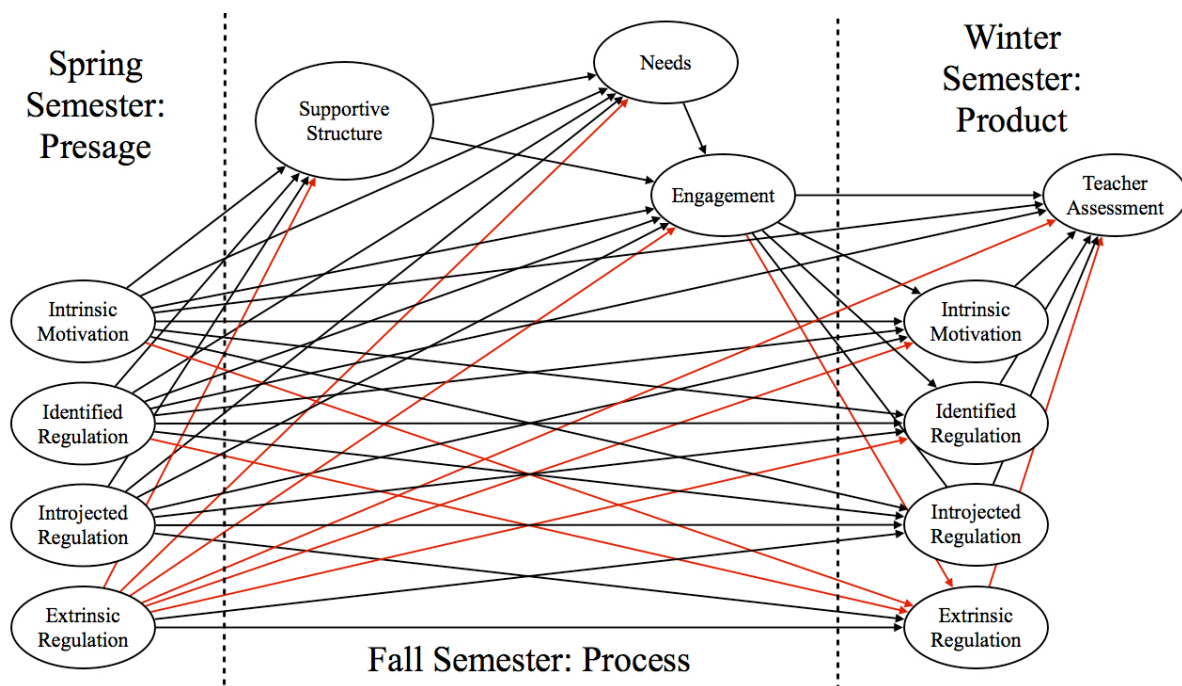 Spring
Semester:
Presage
Winter
Semester:
Product
Needs
Supportive
Structure
Engagement
Teacher
Assessment
Intrinsic
Motivation
Identified
Regulation
Introjected
Regulation
Extrinsic
Regulation
Intrinsic
Motivation
Identified
Regulation
Introjected
Regulation
Extrinsic
Regulation
Fall Semester: Process